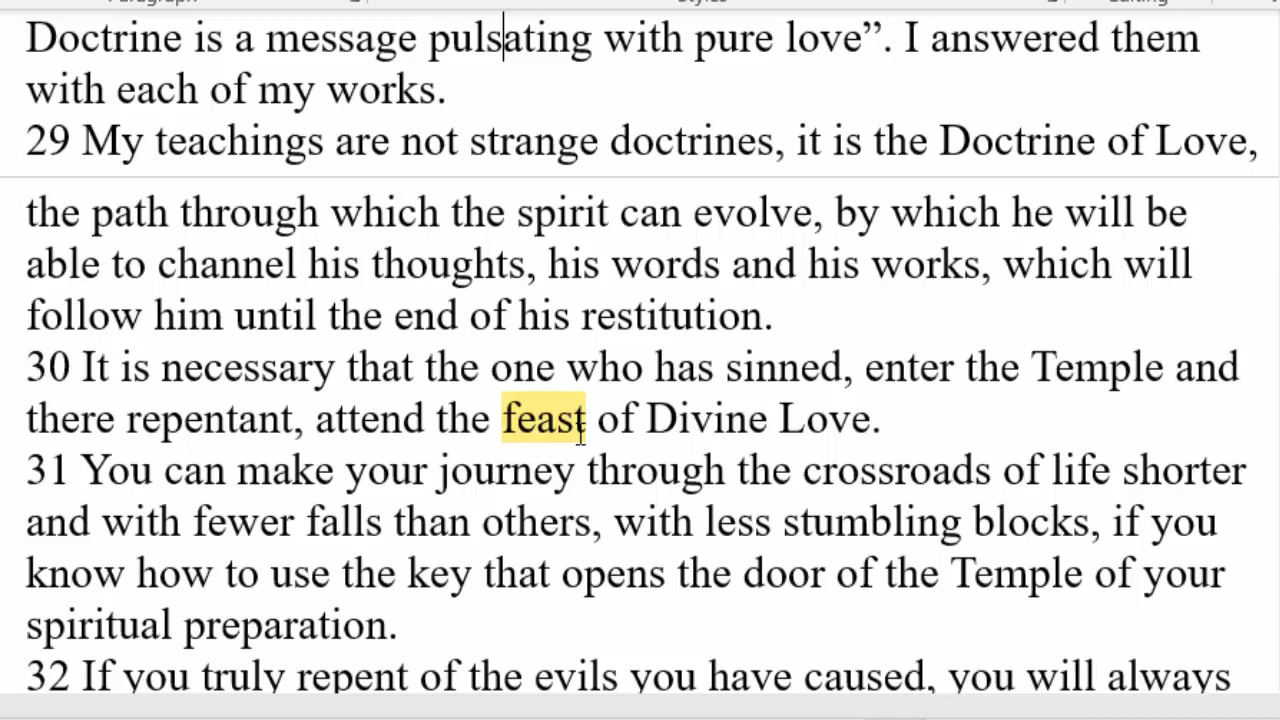 Doctrine is a message pulsating with pure love”. I answered them
with each of my works.
29 My teachings are not strange doctrines, it is the Doctrine of Love,
the path through which the spirit can evolve, by which he will be
able to channel his thoughts, his words and his works, which will
follow him until the end of his restitution.
30 It is necessary that the one who has sinned, enter the Temple and
there repentant, attend the feast of Divine Love.
31 You can make your journey through the crossroads of life shorter
and with fewer falls than others, with less stumbling blocks, if you
know how to use the key that opens the door of the Temple of your
spiritual preparation.
32 If you truly repent of the evils you have caused, you will always